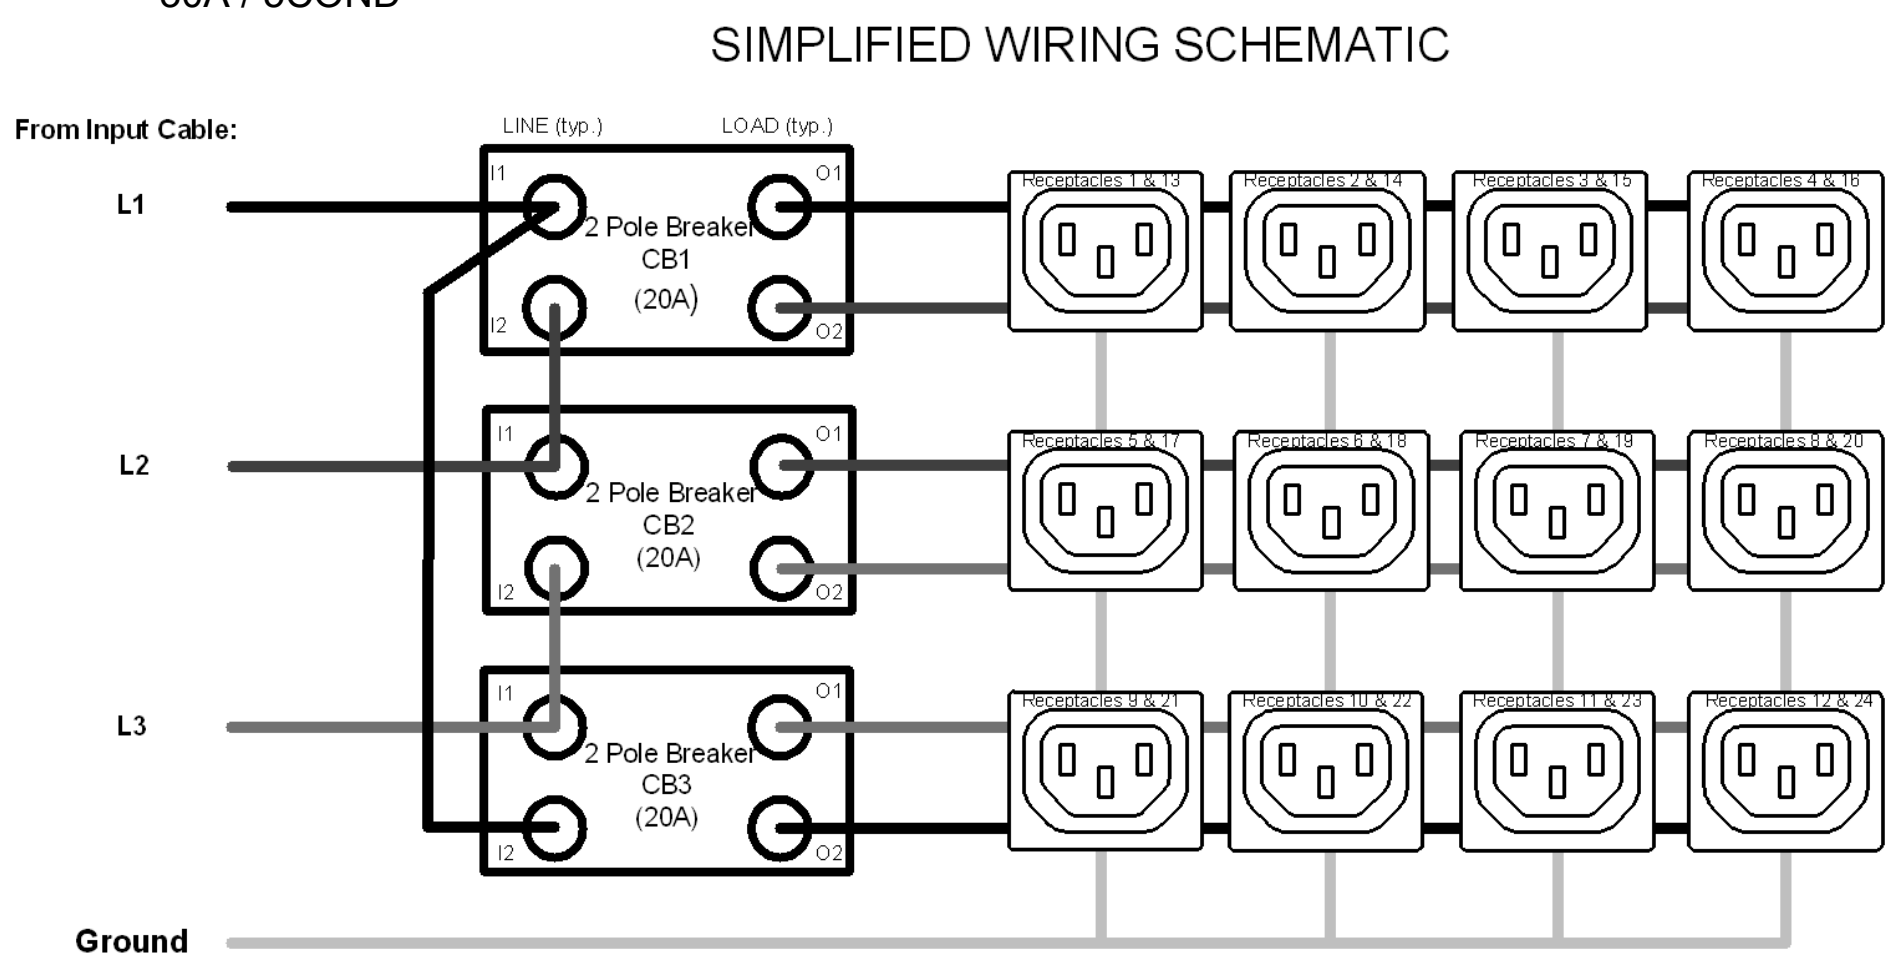 30A / 5COND
SIMPLIFIED WIRING SCHEMATIC
From Input Cable:
LINE (typ.)
LOAD (typ.)
L1
I1
O1
2 Pole Breaker
CB1
(20A)
I2
O2
Receptacles 1 & 13
Receptacles 2 & 14
Receptacles 3 & 15
Receptacles 4 & 16
L2
I1
O1
2 Pole Breaker
CB2
(20A)
I2
O2
Receptacles 5 & 17
Receptacles 6 & 18
Receptacles 7 & 19
Receptacles 8 & 20
L3
I1
O1
2 Pole Breaker
CB3
(20A)
I2
O2
Receptacles 9 & 21
Receptacles 10 & 22
Receptacles 11 & 23
Receptacles 12 & 24
Ground